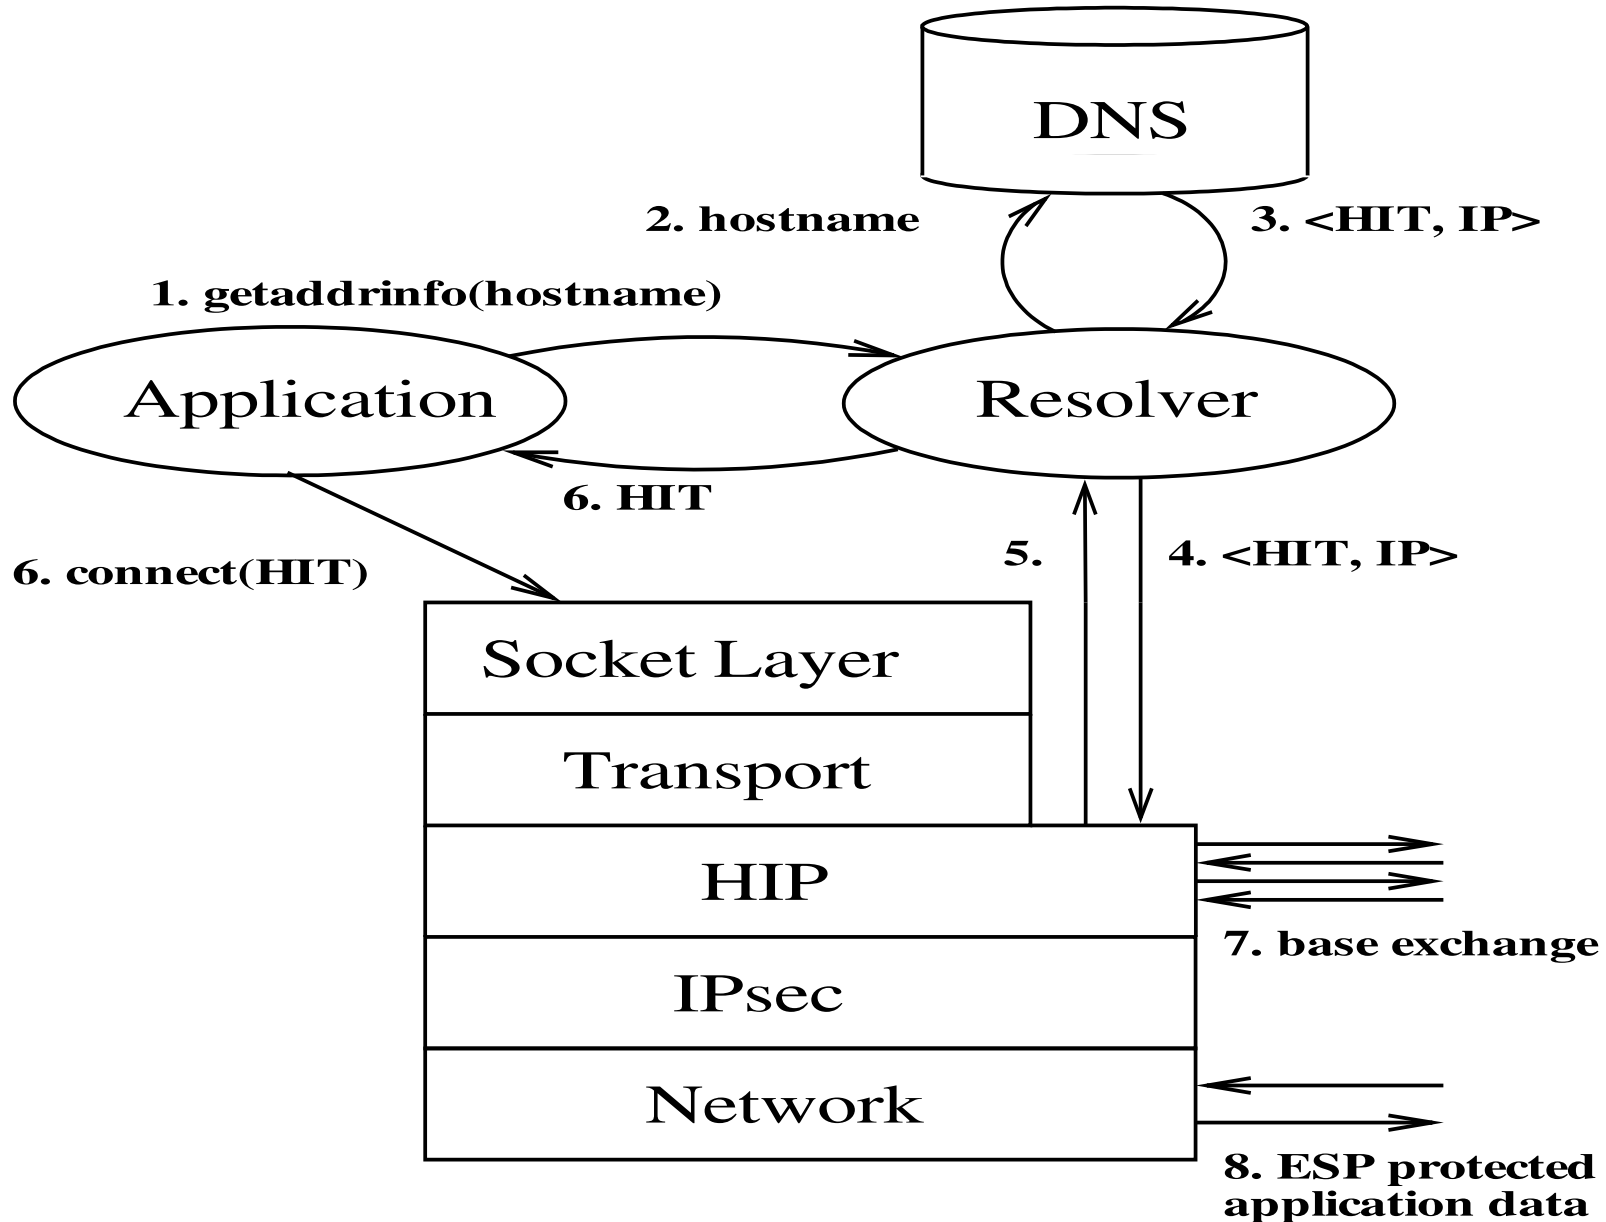 DNS
2. hostname
3. <HIT, IP>
1. getaddrinfo(hostname)
Application
Resolver
6. HIT
5.
4. <HIT, IP>
6. connect(HIT)
Socket Layer
Transport
HIP
7. base exchange
IPsec
Network
8. ESP protected
application data